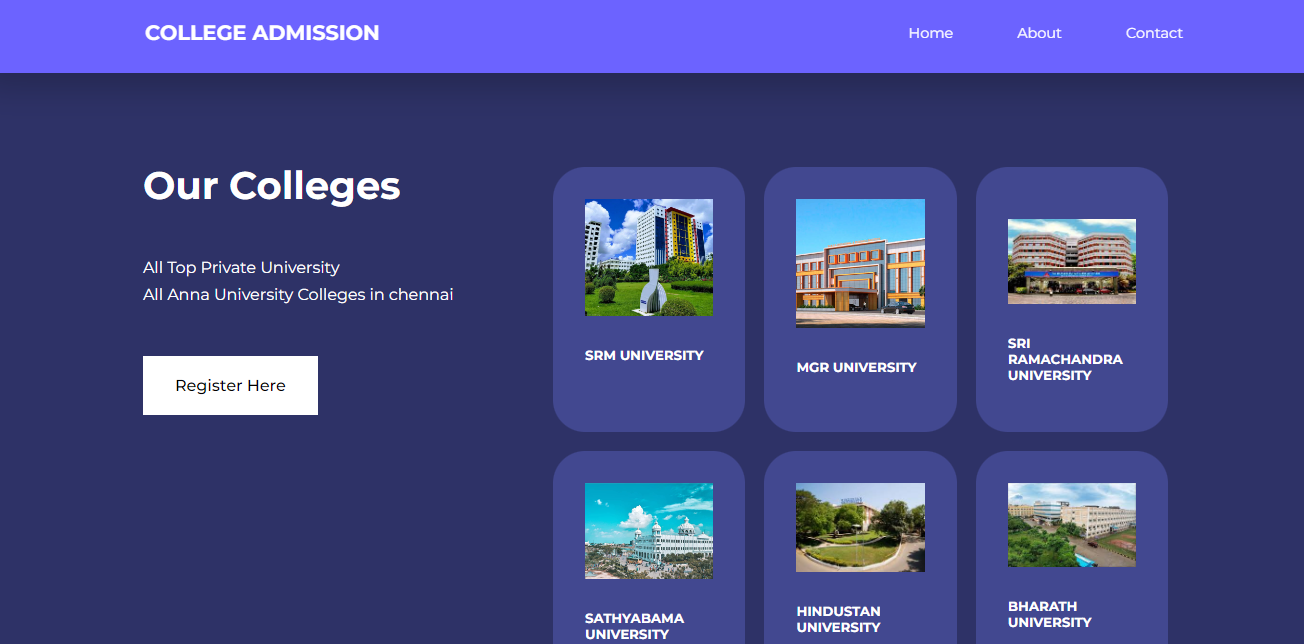 COLLEGE ADMISSION
Home
About
Contact
Our Colleges
All Top Private University
All Anna University Colleges in chennai
Register Here
SRM UNIVERSITY
MGR UNIVERSITY
SRI
RAMACHANDRA
UNIVERSITY
SATHYABAMA
UNIVERSITY
HINDUSTAN
UNIVERSITY
BHARATH
UNIVERSITY